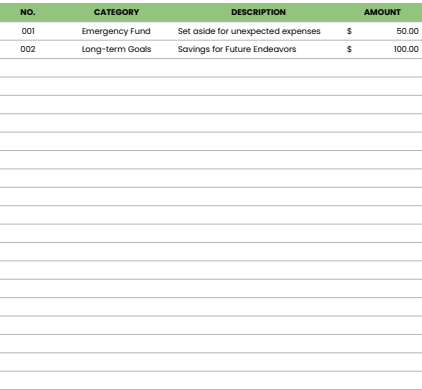 NO. CATEGORY DESCRIPTION AMOUNT
001 Emergency Fund Set aside for unexpected expenses $ 50.00
002 Long-term Goals Savings for Future Endeavors $ 100.00